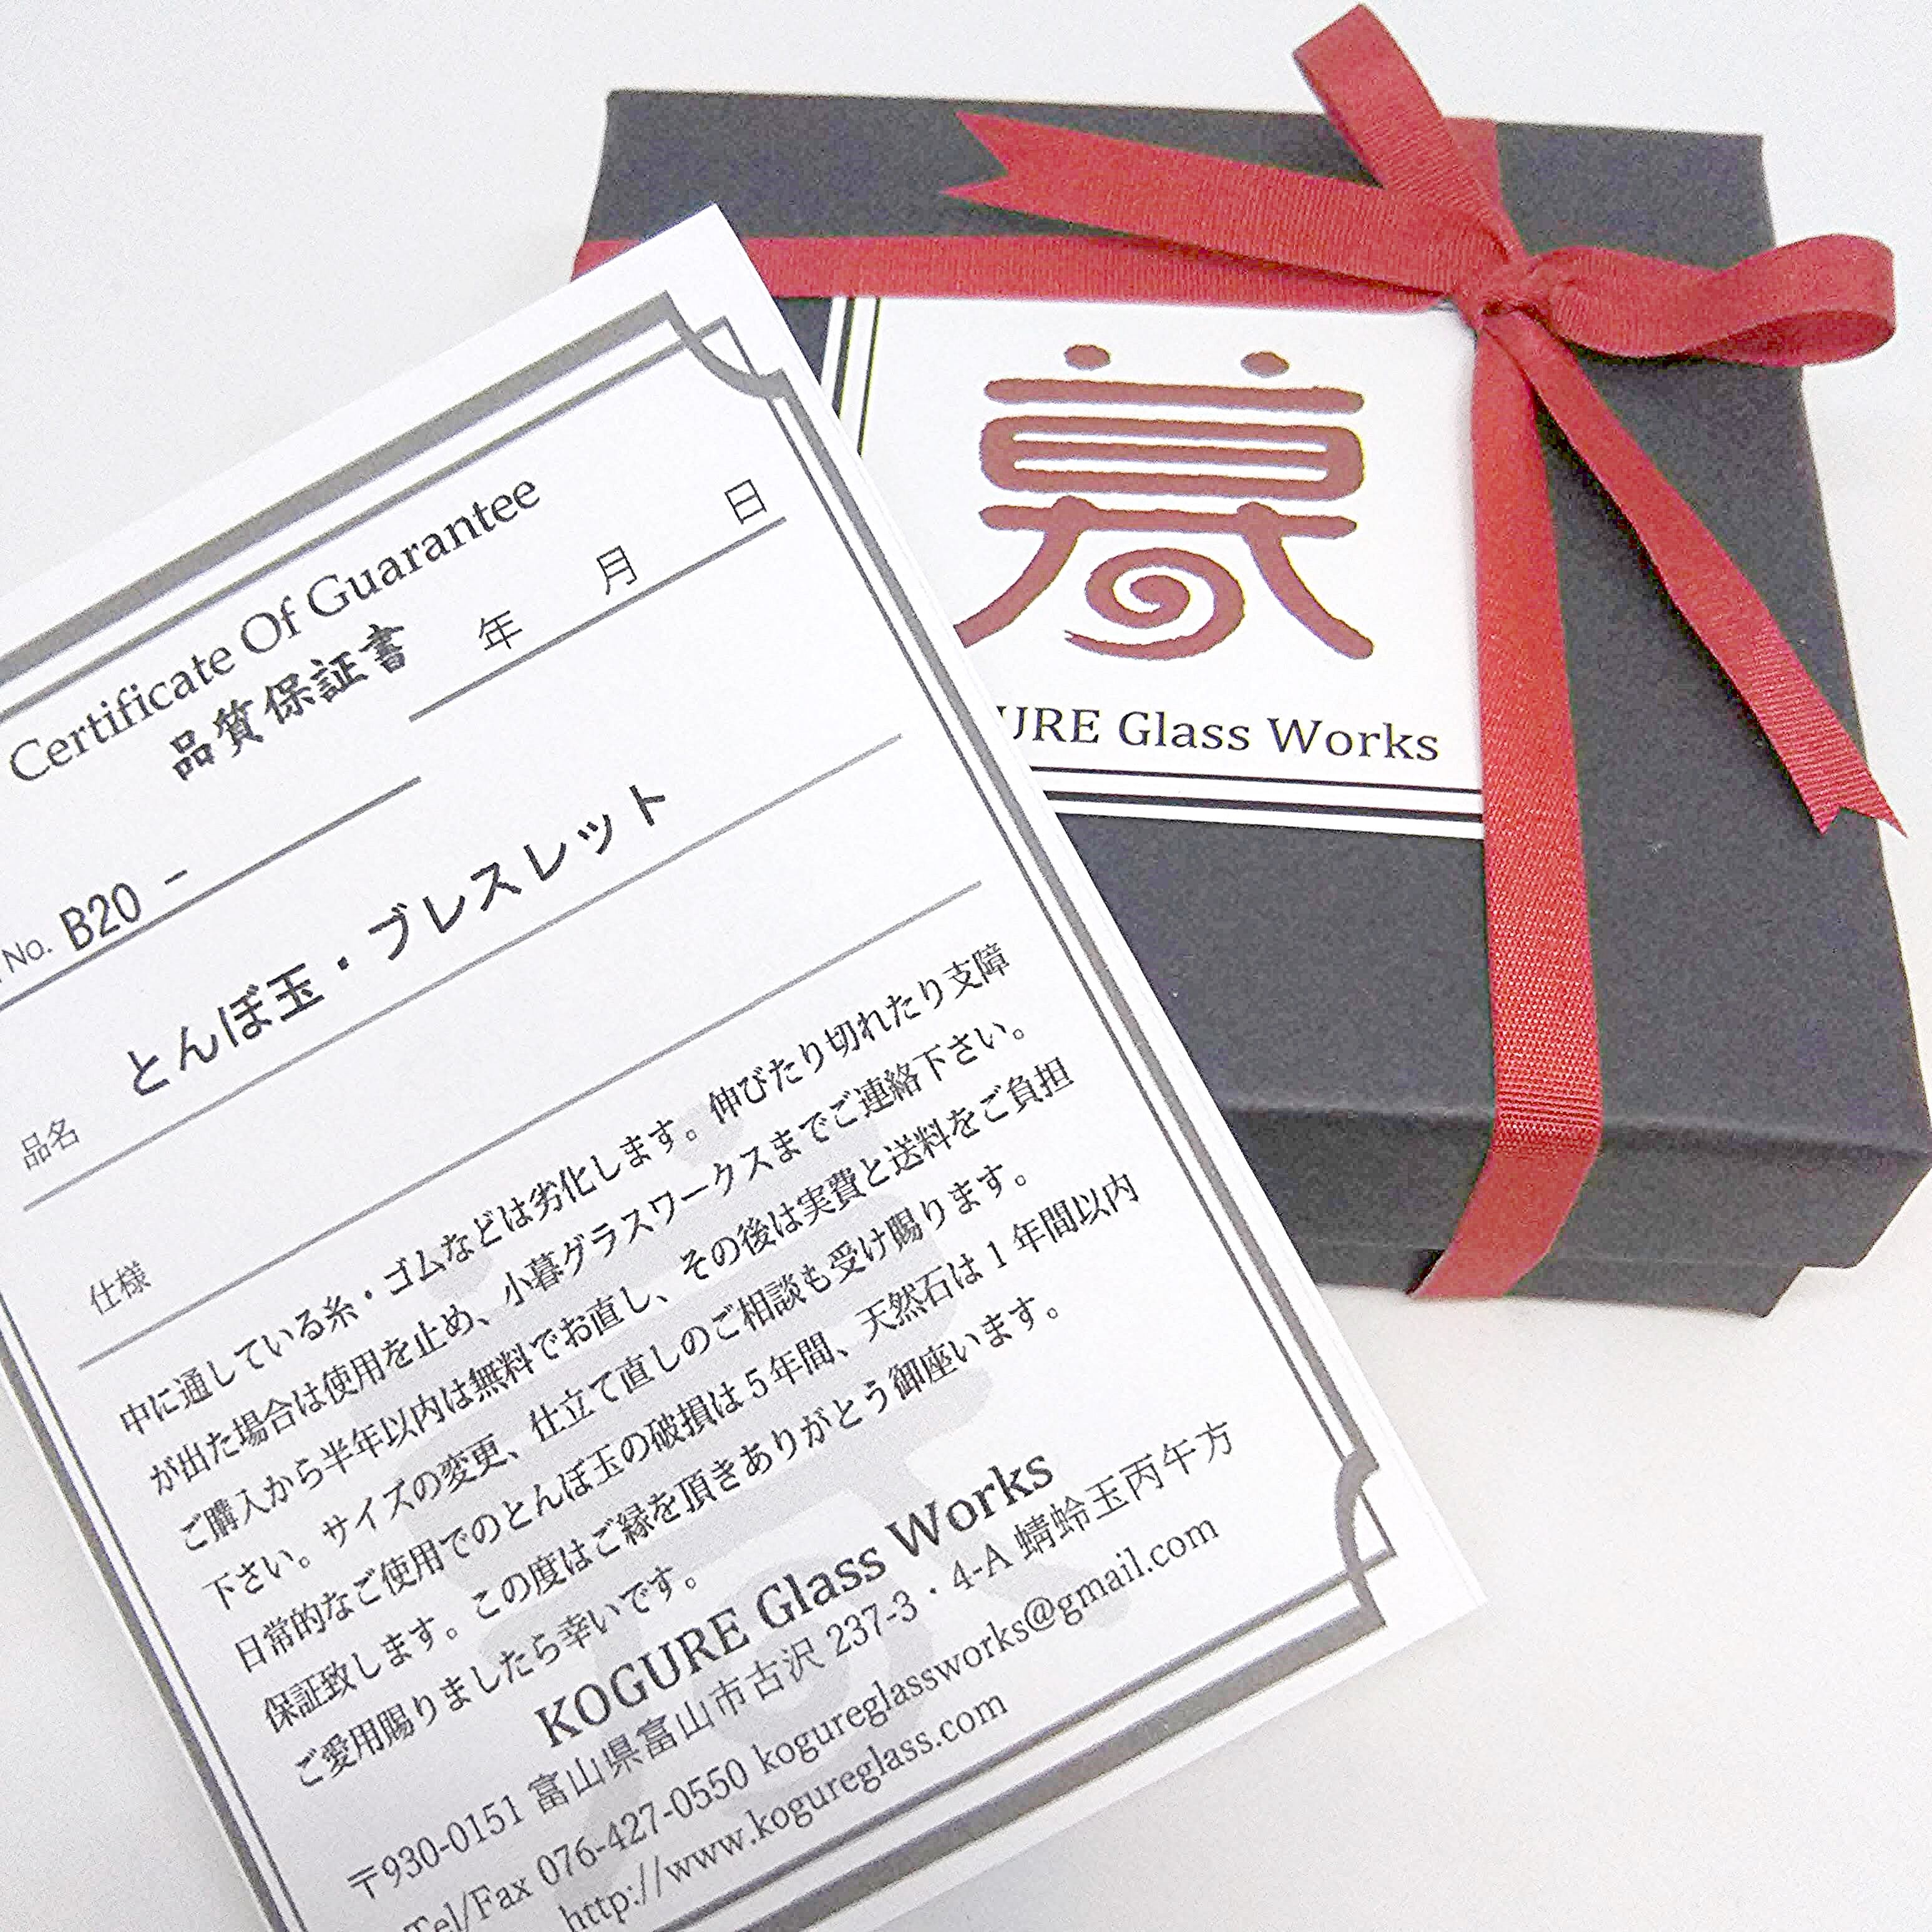 Certificate Of Guarantee
品質保証書
年 月 日
No. B20 -
品名 とんぼ玉・ブレスレット
仕様
中に通している糸・ゴムなどは劣化します。伸びたり切れたり支障
が出た場合は使用を止め、小暮グラスワークスまでご連絡下さい。
ご購入から半年以内は無料でお直し、その後は実費と送料をご負担
下さい。サイズの変更、仕立て直しのご相談も受け賜ります。
日常的なご使用でのとんぼ玉の破損は5年間、天然石は1年間以内
保証致します。この度はご縁を頂きありがとう御座います。
ご愛用賜りましたら幸いです。
KOGURE Glass Works
〒930-0151 富山県富山市古沢 237-3・4-A 蜻蛉玉丙午方
Tel/Fax 076-427-0550 kogureglassworks@gmail.com
http://www.kogureglass.com
暮
URE Glass Works